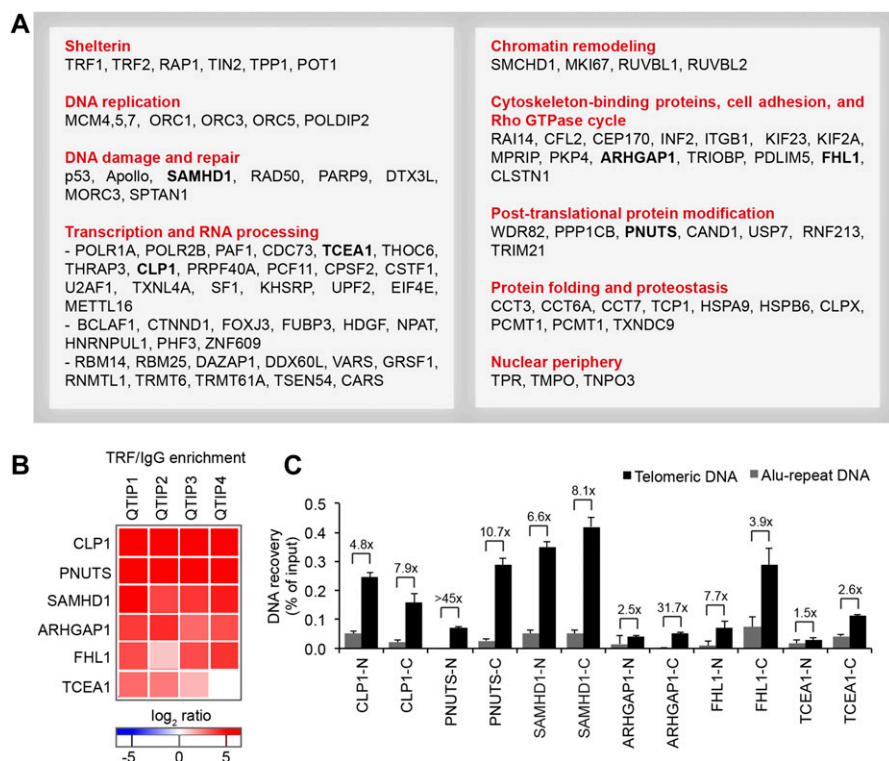 A
Shelterin
TRF1, TRF2, RAP1, TIN2, TPP1, POT1
DNA replication
MCM4,5,7, ORC1, ORC3, ORC5, POLDIP2
DNA damage and repair
p53, Apollo, SAMHD1, RAD50, PARP9, DTX3L,
MORC3, SPTAN1
Transcription and RNA processing
- POLR1A, POLR2B, PAF1, CDC73, TCEA1, THOC6,
THRAP3, CLP1, PRPF40A, PCF11, CPSF2, CSTF1,
U2AF1, TXNL4A, SF1, KHSRP, UPF2, EIF4E,
METTL16
- BCLAF1, CTNND1, FOXJ3, FUBP3, HDGF, NPAT,
HNRNPUL1, PHF3, ZNF609
- RBM14, RBM25, DAZAP1, DDX60L, VARS, GRSF1,
RNMTL1, TRMT6, TRMT61A, TSEN54, CARS
Chromatin remodeling
SMCHD1, MKI67, RUVBL1, RUVBL2
Cytoskeleton-binding proteins, cell adhesion, and
Rho GTPase cycle
RAI14, CFL2, CEP170, INF2, ITGB1, KIF23, KIF2A,
MPRIP, PKP4, ARHGAP1, TRIOBP, PDLIM5, FHL1,
CLSTN1
Post-translational protein modification
WDR82, PPP1CB, PNUTS, CAND1, USP7, RNF213,
TRIM21
Protein folding and proteostasis
CCT3, CCT6A, CCT7, TCP1, HSPA9, HSPB6, CLPX,
PCMT1, PCMT1, TXNDC9
Nuclear periphery
TPR, TMPO, TNPO3
B
TRF/IgG enrichment
QTIP1
QTIP2
QTIP3
QTIP4
CLP1
PNUTS
SAMHD1
ARHGAP1
FHL1
TCEA1
log2 ratio
-5 0 5
C
Telomeric DNA
Alu-repeat DNA
DNA recovery
(% of input)
0.5
0.4
0.3
0.2
0.1
0.0
4.8x
7.9x
>45x
10.7x
6.6x
8.1x
2.5x
31.7x
7.7x
3.9x
1.5x
2.6x
CLP1-N
CLP1-C
PNUTS-N
PNUTS-C
SAMHD1-N
SAMHD1-C
ARHGAP1-N
ARHGAP1-C
FHL1-N
FHL1-C
TCEA1-N
TCEA1-C